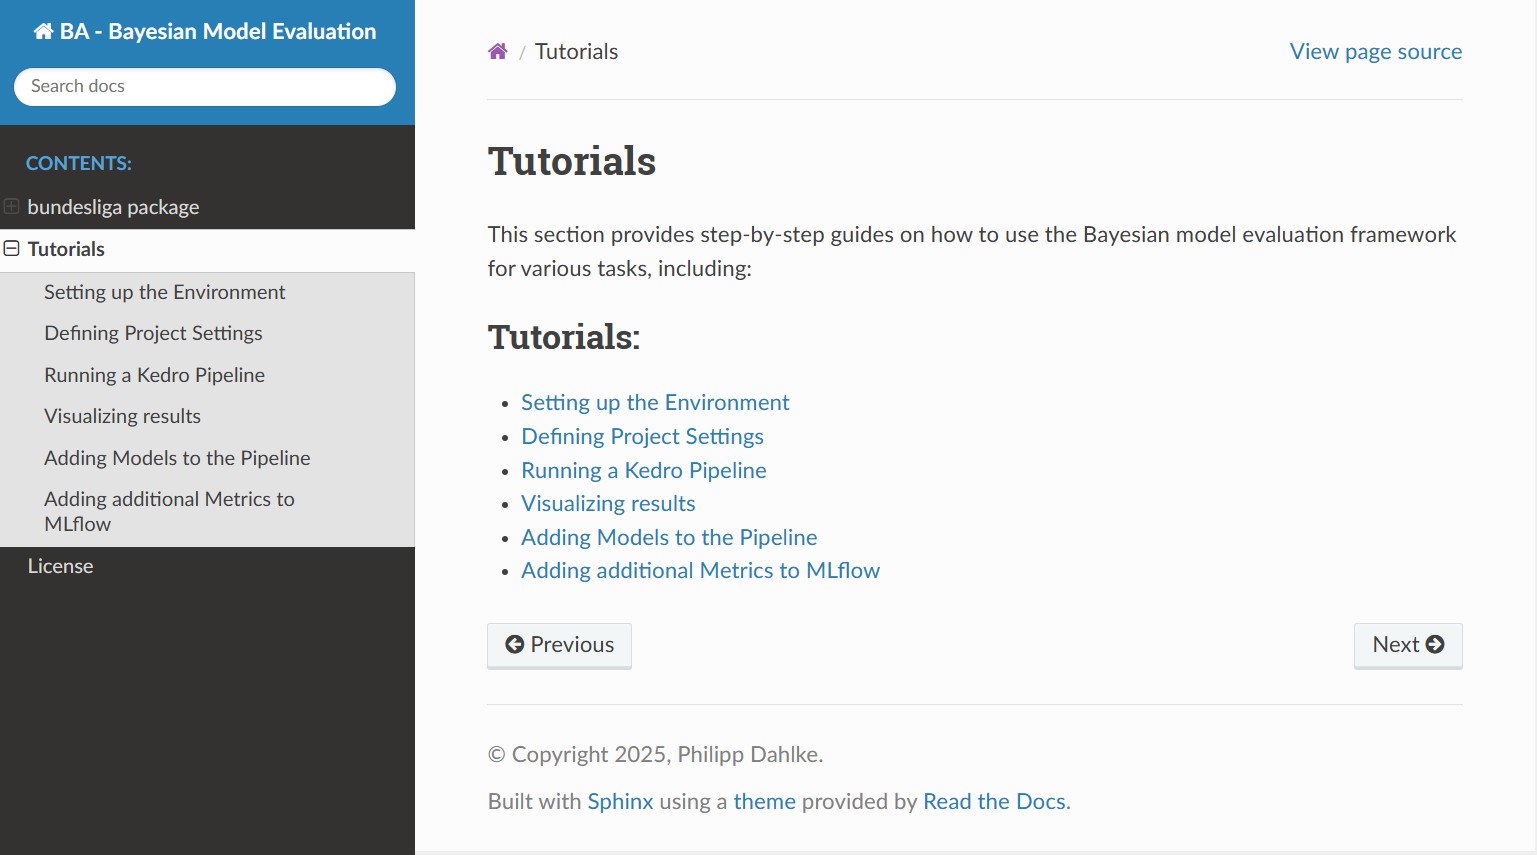 BA - Bayesian Model Evaluation
Search docs
CONTENTS:
bundesliga package
Tutorials
Setting up the Environment
Defining Project Settings
Running a Kedro Pipeline
Visualizing results
Adding Models to the Pipeline
Adding additional Metrics to
MLflow
License
/ Tutorials
View page source
Tutorials
This section provides step-by-step guides on how to use the Bayesian model evaluation framework
for various tasks, including:
Tutorials:
• Setting up the Environment
• Defining Project Settings
• Running a Kedro Pipeline
• Visualizing results
• Adding Models to the Pipeline
• Adding additional Metrics to MLflow
Previous
Next
© Copyright 2025, Philipp Dahlke.
Built with Sphinx using a theme provided by Read the Docs.